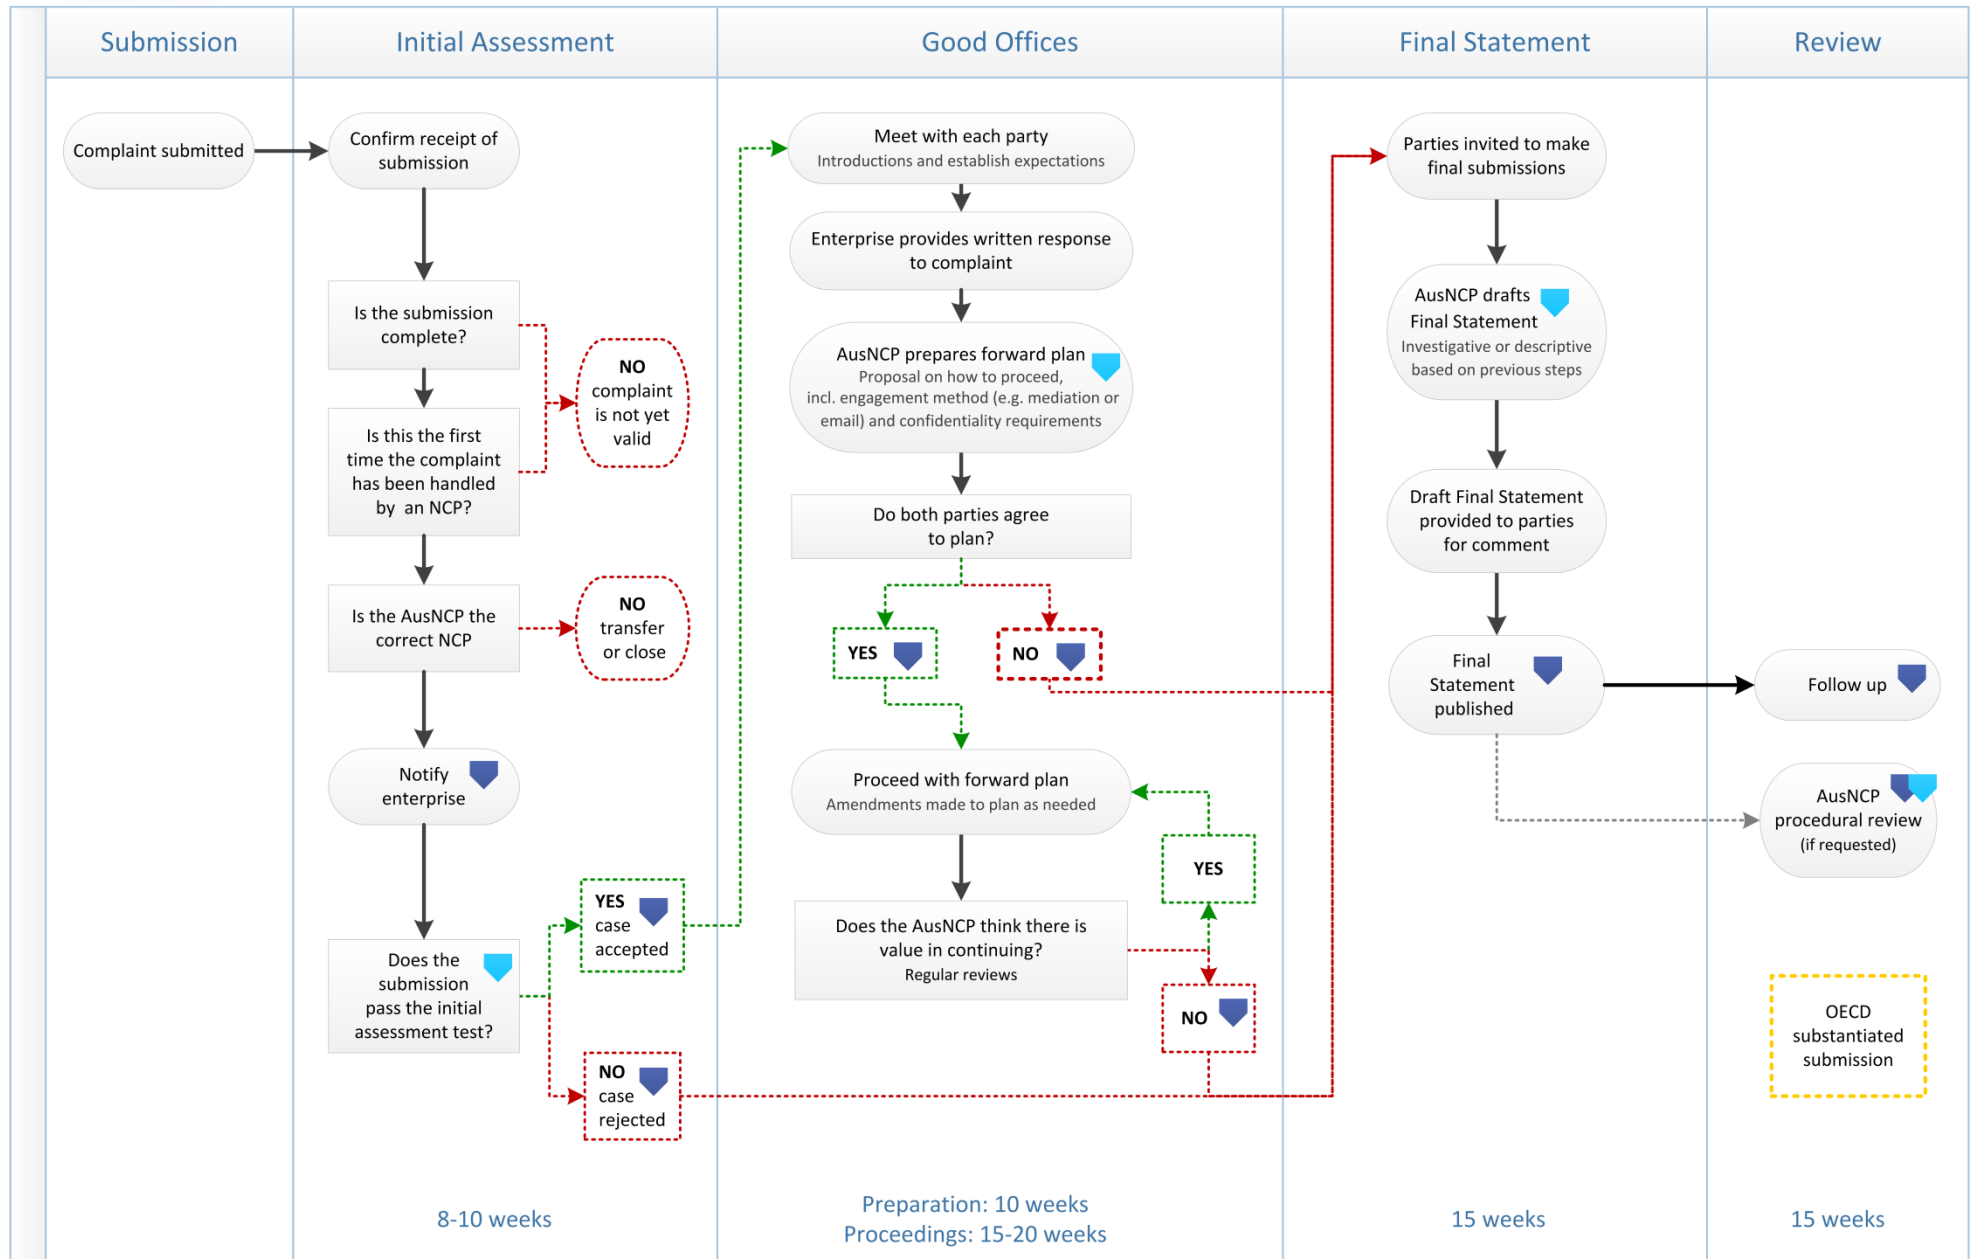 Submission
Initial Assessment
Good Offices
Final Statement
Review
Complaint submitted
Confirm receipt of
submission
Is the submission
complete?
NO
complaint
is not yet
valid
Is this the first
time the complaint
has been handled
by an NCP?
Is the AusNCP the
correct NCP
NO
transfer
or close
Notify
enterprise
Does the
submission
pass the initial
assessment test?
YES
case
accepted
NO
case
rejected
8-10 weeks
Meet with each party
Introductions and establish expectations
Enterprise provides written response
to complaint
AusNCP prepares forward plan
Proposal on how to proceed,
incl. engagement method (e.g. mediation or
email) and confidentiality requirements
Do both parties agree
to plan?
YES
NO
Proceed with forward plan
Amendments made to plan as needed
Does the AusNCP think there is
value in continuing?
Regular reviews
YES
NO
Preparation: 10 weeks
Proceedings: 15-20 weeks
Parties invited to make
final submissions
AusNCP drafts
Final Statement
Investigative or descriptive
based on previous steps
Draft Final Statement
provided to parties
for comment
Final
Statement
published
15 weeks
Follow up
AusNCP
procedural review
(if requested)
OECD
substantiated
submission
15 weeks